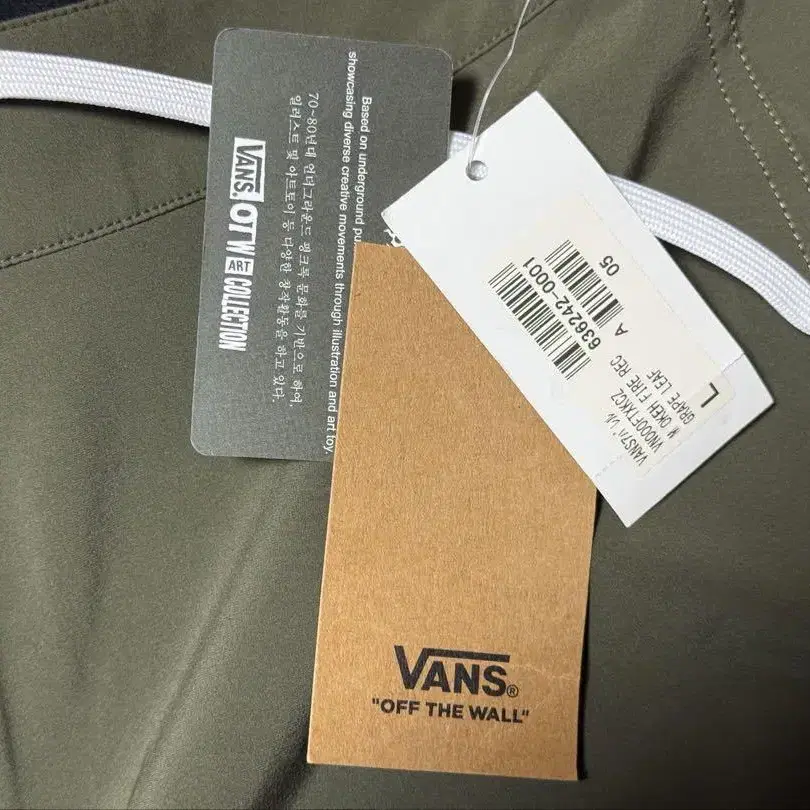 Based on underground pu
showcasing diverse creative movements through illustration and art toy.
70~80년대 언더그라운드 펑크록 문화를 기반으로 하여,
일러스트 및 아트토이 등 다양한 창작활동을 하고 있다.
VANS OTW ART COLLECTION
05
A
636242-0001
L
GRAPE LEAF
W OKEH FIRE REC
VN000FTXKCZ
VANS
VANS®
"OFF THE WALL"